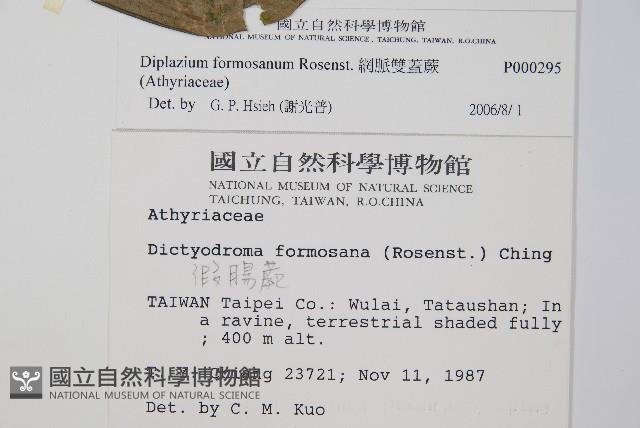 國立自然科學博物館
NATIONAL MUSEUM OF NATURAL SCIENCE, TAICHUNG, TAIWAN, R.O.CHINA
Diplazium formosanum Rosenst. 網脈雙蓋蕨 P000295
(Athyriaceae)
Det. by G. P. Hsieh (謝光普) 2006/8/1
國立自然科學博物館
NATIONAL MUSEUM OF NATURAL SCIENCE
TAICHUNG, TAIWAN, R.O.CHINA
Athyriaceae
Dictyodroma formosana (Rosenst.) Ching
假腸蕨
TAIWAN Taipei Co.: Wulai, Tataushan; In
a ravine, terrestrial shaded fully
; 400 m alt.
23721; Nov 11, 1987
國立自然科學博物館
NATIONAL MUSEUM OF NATURAL SCIENCE
Det. by C. M. Kuo